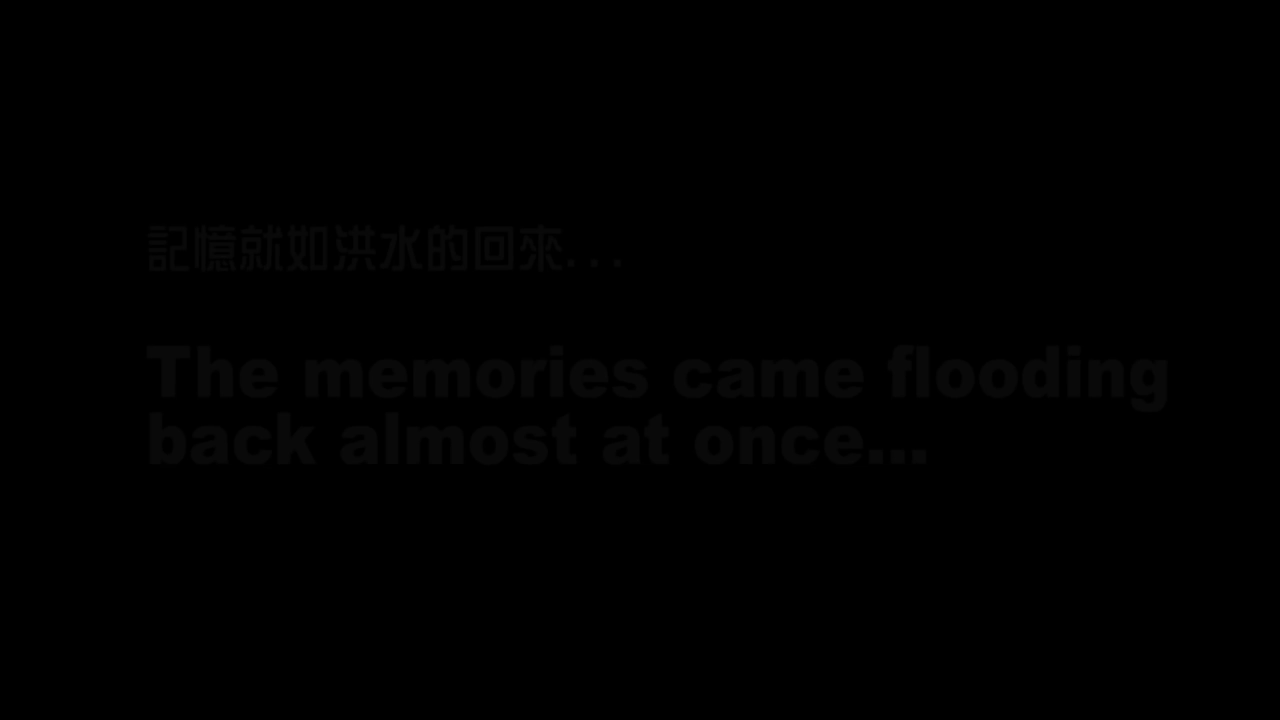 記憶就如洪水的回來...
The memories came flooding
back almost at once...